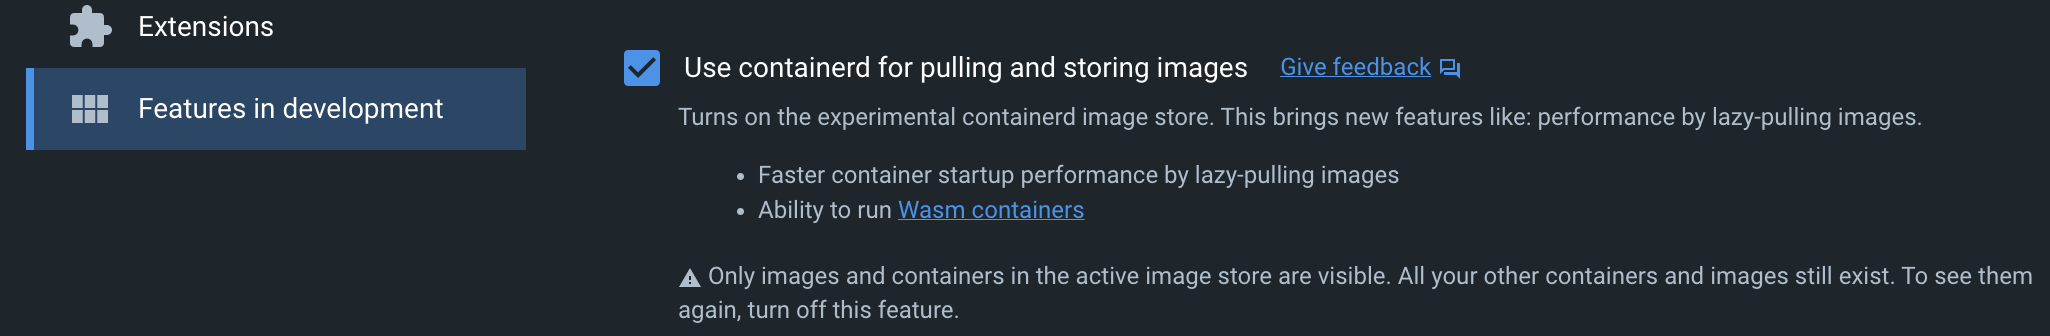 Extensions
Features in development
Use containerd for pulling and storing images Give feedback
Turns on the experimental containerd image store. This brings new features like: performance by lazy-pulling images.
• Faster container startup performance by lazy-pulling images
• Ability to run Wasm containers
Only images and containers in the active image store are visible. All your other containers and images still exist. To see them
again, turn off this feature.